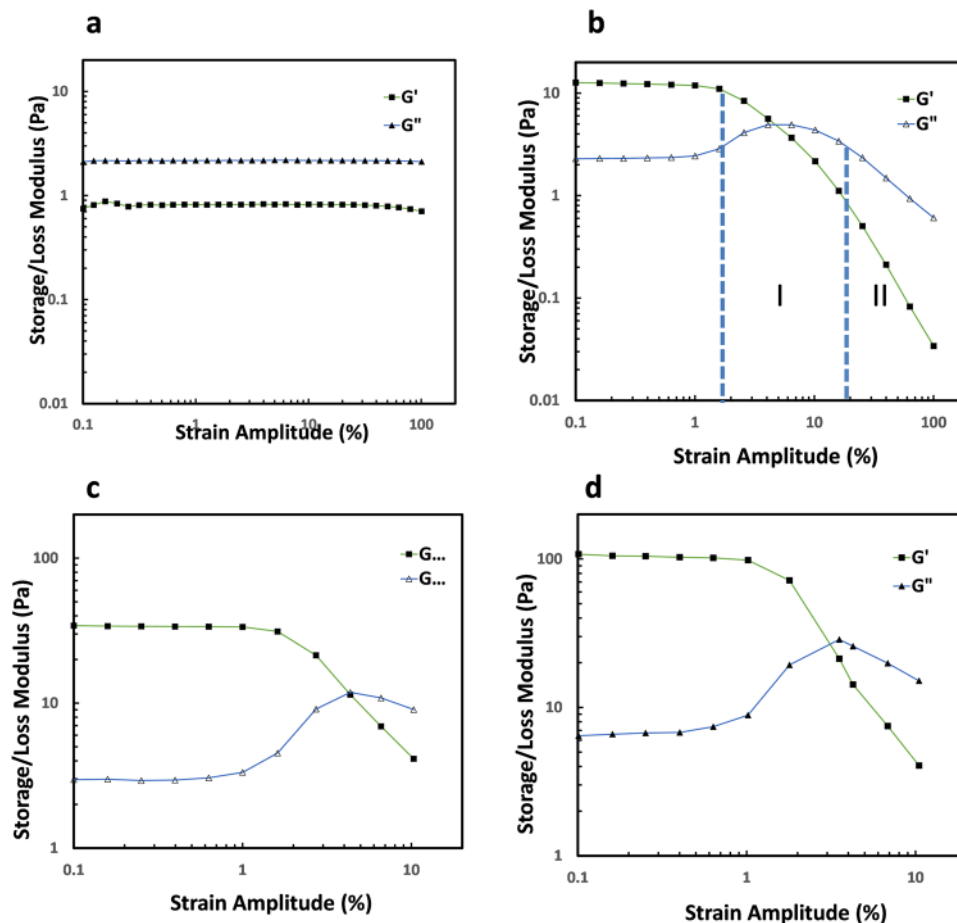 a
10
1
0.1
0.01
0.1
1
10
100
G'
G"
Storage/Loss Modulus (Pa)
Strain Amplitude (%)
b
10
1
0.1
0.01
0.1
1
10
100
G'
G"
I
II
Storage/Loss Modulus (Pa)
Strain Amplitude (%)
c
100
10
1
0.1
1
10
G...
G...
Storage/Loss Modulus (Pa)
Strain Amplitude (%)
d
100
10
1
0.1
1
10
G'
G"
Storage/Loss Modulus (Pa)
Strain Amplitude (%)